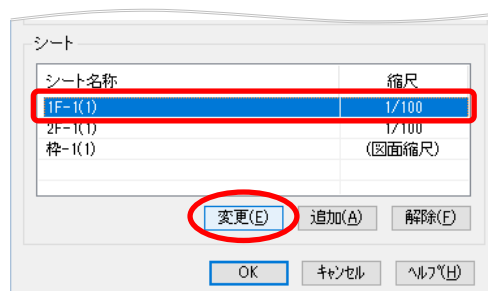 シート
シート名称 縮尺
1F-1(1) 1/100
2F-1(1) 1/100
枠-1(1) (図面縮尺)
変更(E) 追加(A) 解除(F)
OK キャンセル ヘルプ(H)